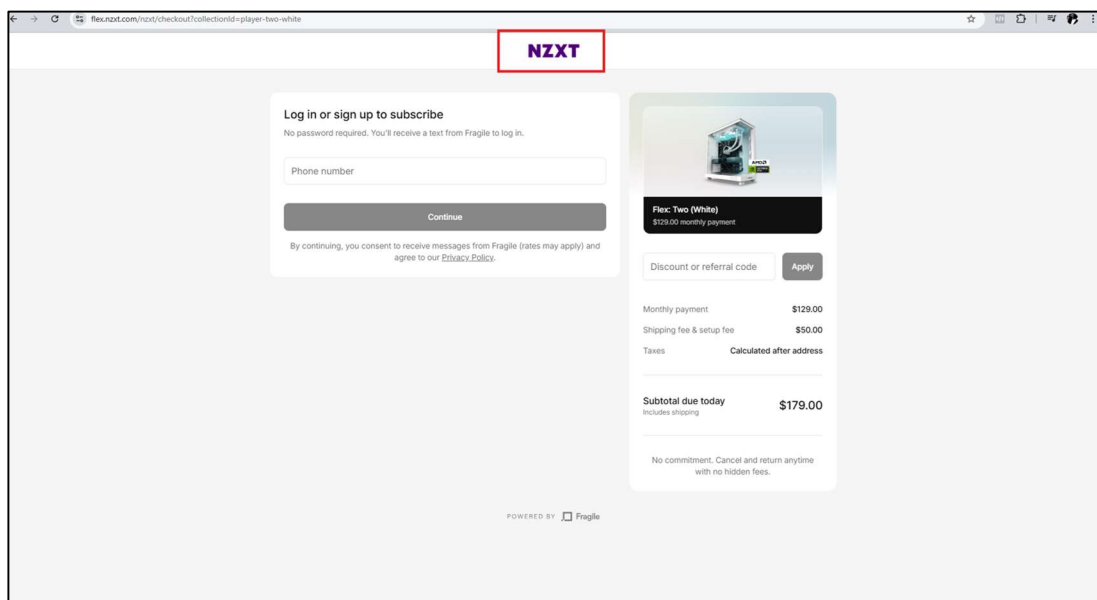 flex.nzxt.com/nzxt/checkout?collectionId=player-two-white
NZXT
Log in or sign up to subscribe
No password required. You'll receive a text from Fragile to log in.
Phone number
Continue
By continuing, you consent to receive messages from Fragile (rates may apply) and
agree to our Privacy Policy.
AMD
Flex: Two (White)
$129.00 monthly payment
Discount or referral code Apply
Monthly payment $129.00
Shipping fee & setup fee $50.00
Taxes Calculated after address
Subtotal due today $179.00
Includes shipping
No commitment. Cancel and return anytime
with no hidden fees.
POWERED BY Fragile